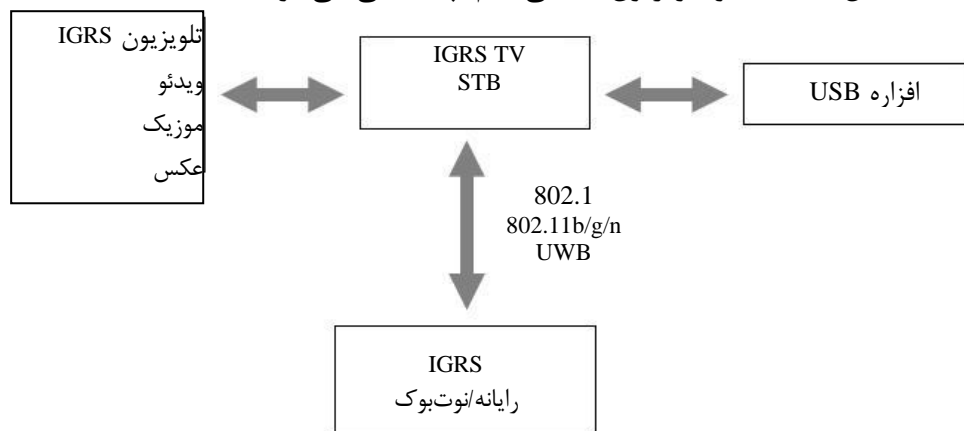 تلویزیون IGRS
ویدئو
موزیک
عکس
IGRS TV
STB
افزاره USB
802.1
802.11b/g/n
UWB
IGRS
رایانه/نوت‌بوک